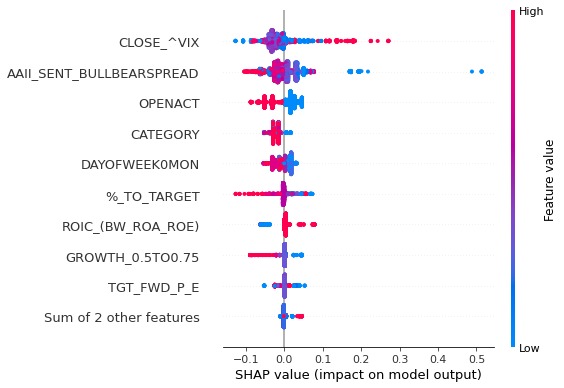 High
CLOSE_^VIX
AAII_SENT_BULLBEARSPREAD
OPENACT
CATEGORY
DAYOFWEEK0MON
%_TO_TARGET
ROIC_(BW_ROA_ROE)
GROWTH_0.5TO0.75
TGT_FWD_P_E
Sum of 2 other features
Feature value
Low
−0.1 0.0 0.1 0.2 0.3 0.4 0.5
SHAP value (impact on model output)